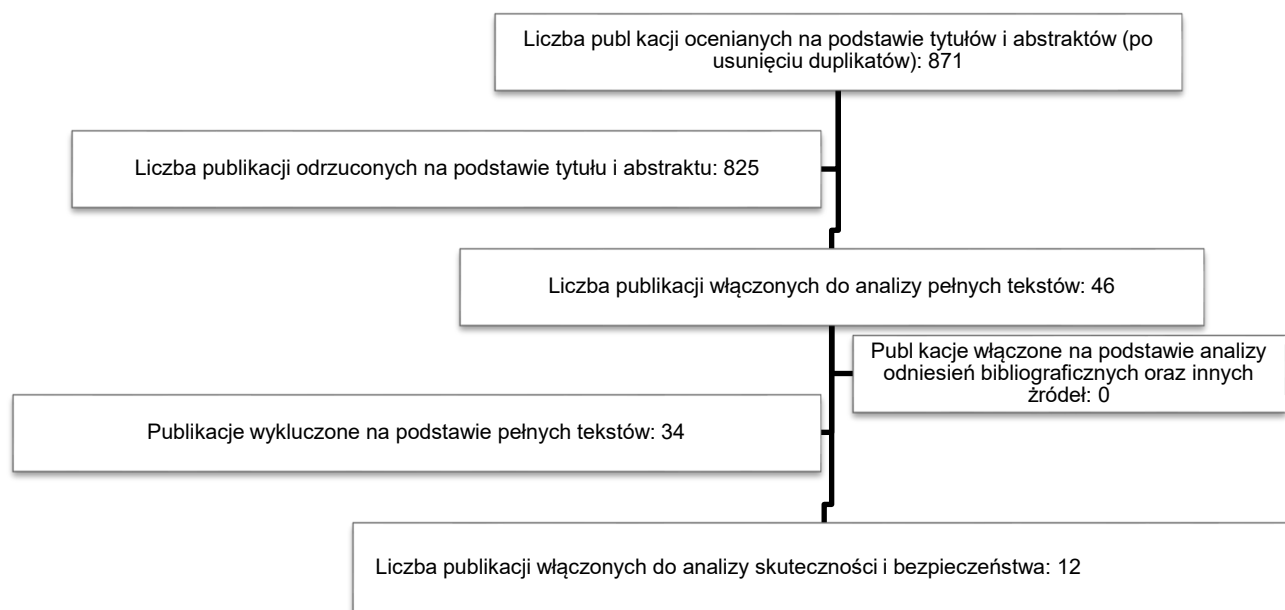 Liczba publ kacji ocenianych na podstawie tytułów i abstraktów (po
usunięciu duplikatów): 871
Liczba publikacji odrzuconych na podstawie tytułu i abstraktu: 825
Liczba publikacji włączonych do analizy pełnych tekstów: 46
Publ kacje włączone na podstawie analizy
odniesień bibliograficznych oraz innych
żródeł: 0
Publikacje wykluczone na podstawie pełnych tekstów: 34
Liczba publikacji włączonych do analizy skuteczności i bezpieczeństwa: 12